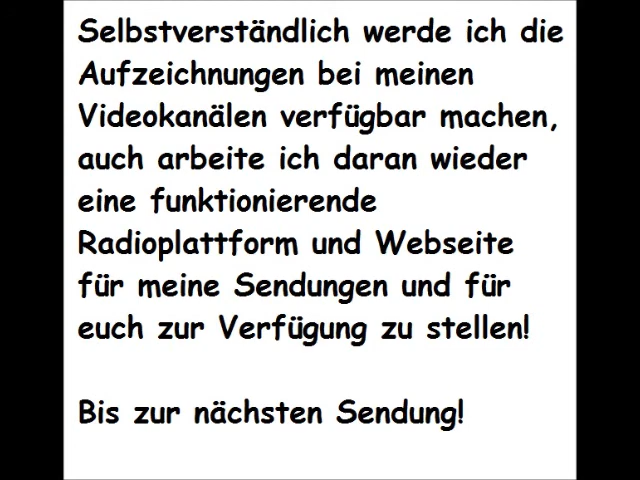 Selbstverständlich werde ich die
Aufzeichnungen bei meinen
Videokanälen verfügbar machen,
auch arbeite ich daran wieder
eine funktionierende
Radioplattform und Webseite
für meine Sendungen und für
euch zur Verfügung zu stellen!
Bis zur nächsten Sendung!